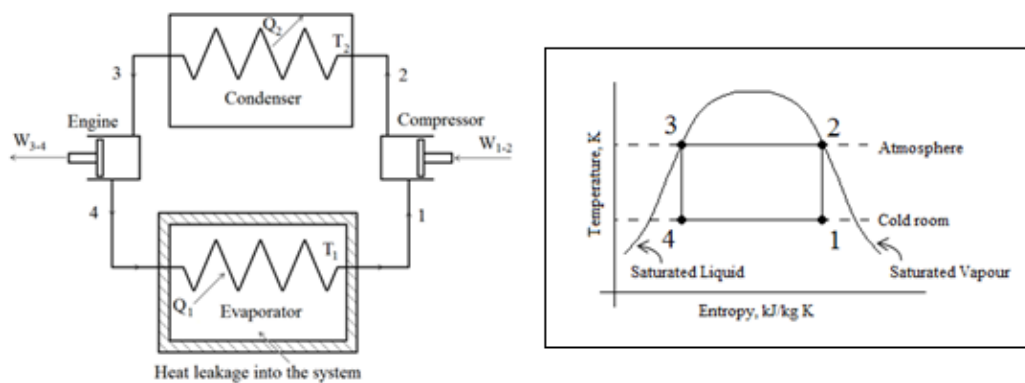 Q2
T2
3
2
Condenser
Engine
Compressor
W3-4
W1-2
4
1
T1
Q1
Evaporator
Heat leakage into the system
Temperature, K
3
2
Atmosphere
Cold room
4
1
Saturated Liquid
Saturated Vapour
Entropy, kJ/kg K